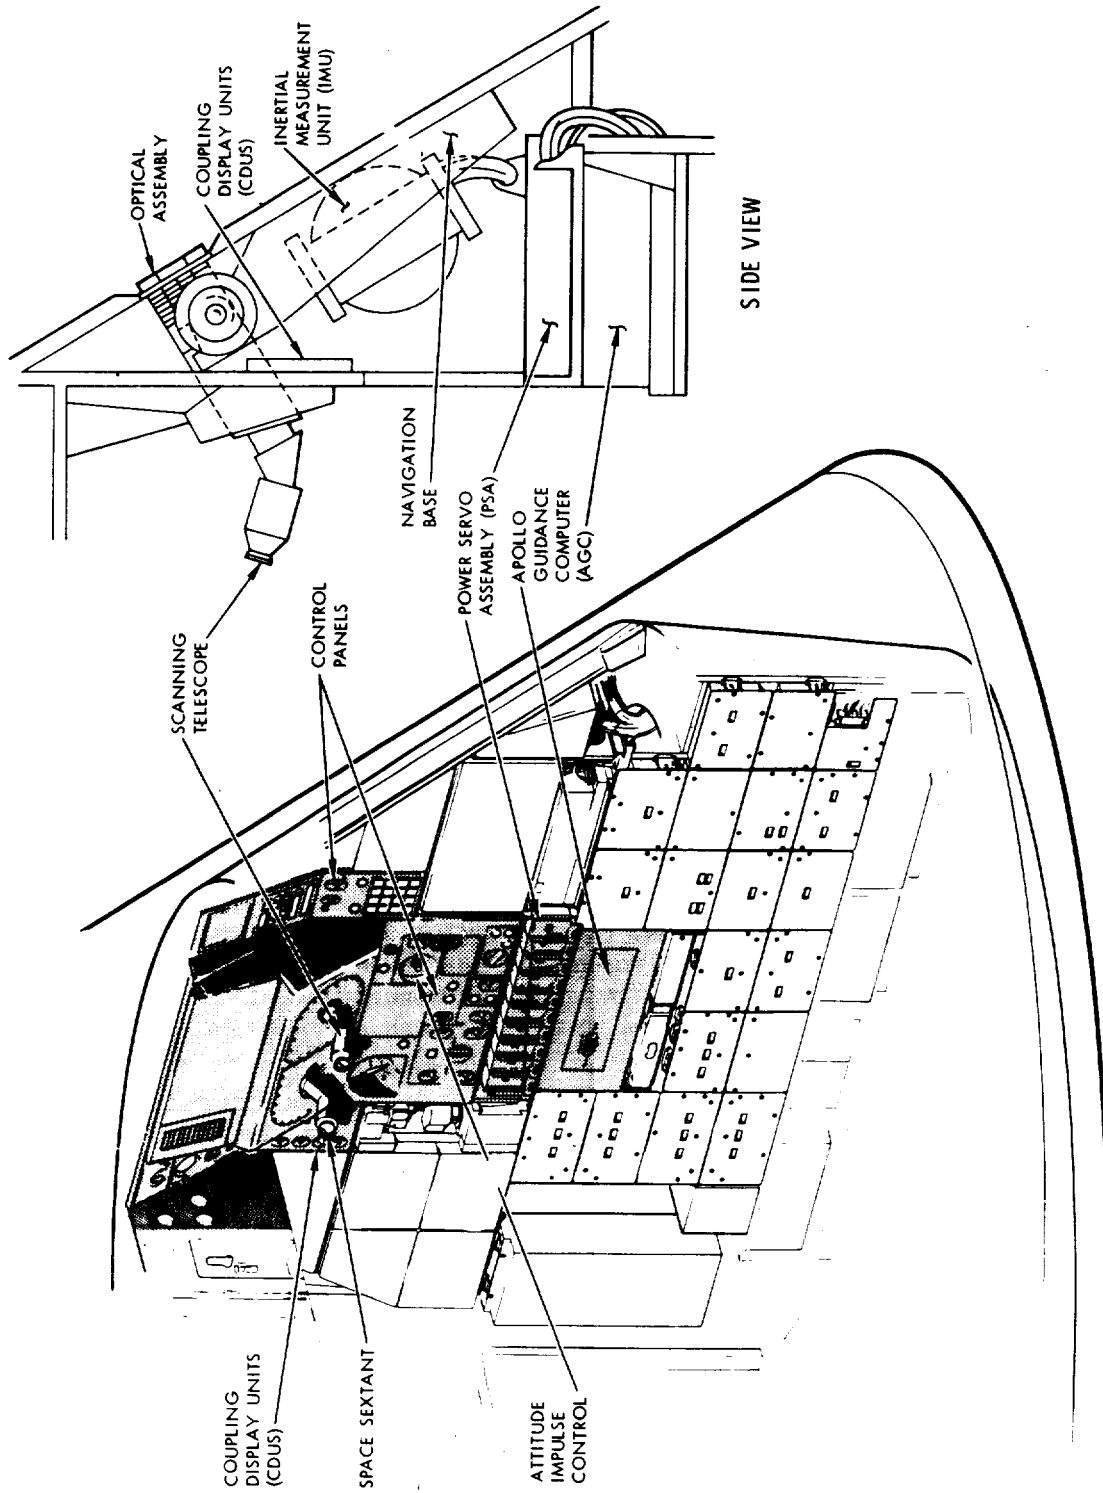 COUPLING
DISPLAY UNITS
(CDUS)
SPACE SEXTANT
ATTITUDE
IMPULSE
CONTROL
SCANNING
TELESCOPE
CONTROL
PANELS
POWER SERVO
ASSEMBLY (PSA)
APOLLO
GUIDANCE
COMPUTER
(AGC)
NAVIGATION
BASE
OPTICAL
ASSEMBLY
COUPLING
DISPLAY UNITS
(CDUS)
INERTIAL
MEASUREMENT
UNIT (IMU)
SIDE VIEW